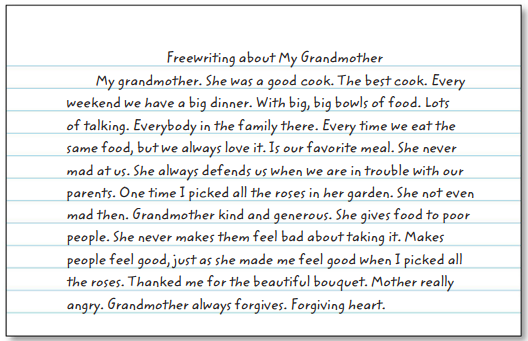 Freewriting about My Grandmother
My grandmother. She was a good cook. The best cook. Every
weekend we have a big dinner. With big, big bowls of food. Lots
of talking. Everybody in the family there. Every time we eat the
same food, but we always love it. Is our favorite meal. She never
mad at us. She always defends us when we are in trouble with our
parents. One time I picked all the roses in her garden. She not even
mad then. Grandmother kind and generous. She gives food to poor
people. She never makes them feel bad about taking it. Makes
people feel good, just as she made me feel good when I picked all
the roses. Thanked me for the beautiful bouquet. Mother really
angry. Grandmother always forgives. Forgiving heart.